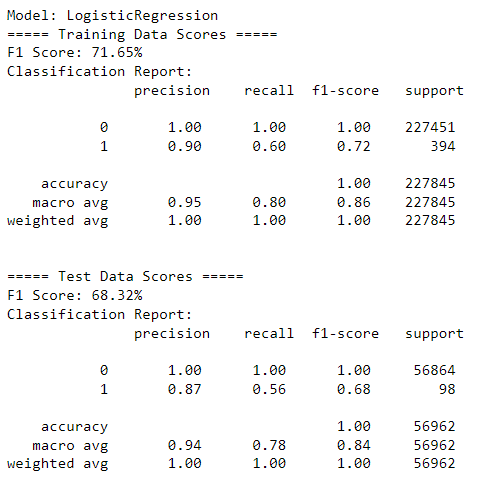 Model: LogisticRegression
===== Training Data Scores =====
F1 Score: 71.65%
Classification Report:
              precision    recall  f1-score   support

           0       1.00      1.00      1.00    227451
           1       0.90      0.60      0.72       394

    accuracy                           1.00    227845
   macro avg       0.95      0.80      0.86    227845
weighted avg       1.00      1.00      1.00    227845


===== Test Data Scores =====
F1 Score: 68.32%
Classification Report:
              precision    recall  f1-score   support

           0       1.00      1.00      1.00     56864
           1       0.87      0.56      0.68        98

    accuracy                           1.00     56962
   macro avg       0.94      0.78      0.84     56962
weighted avg       1.00      1.00      1.00     56962